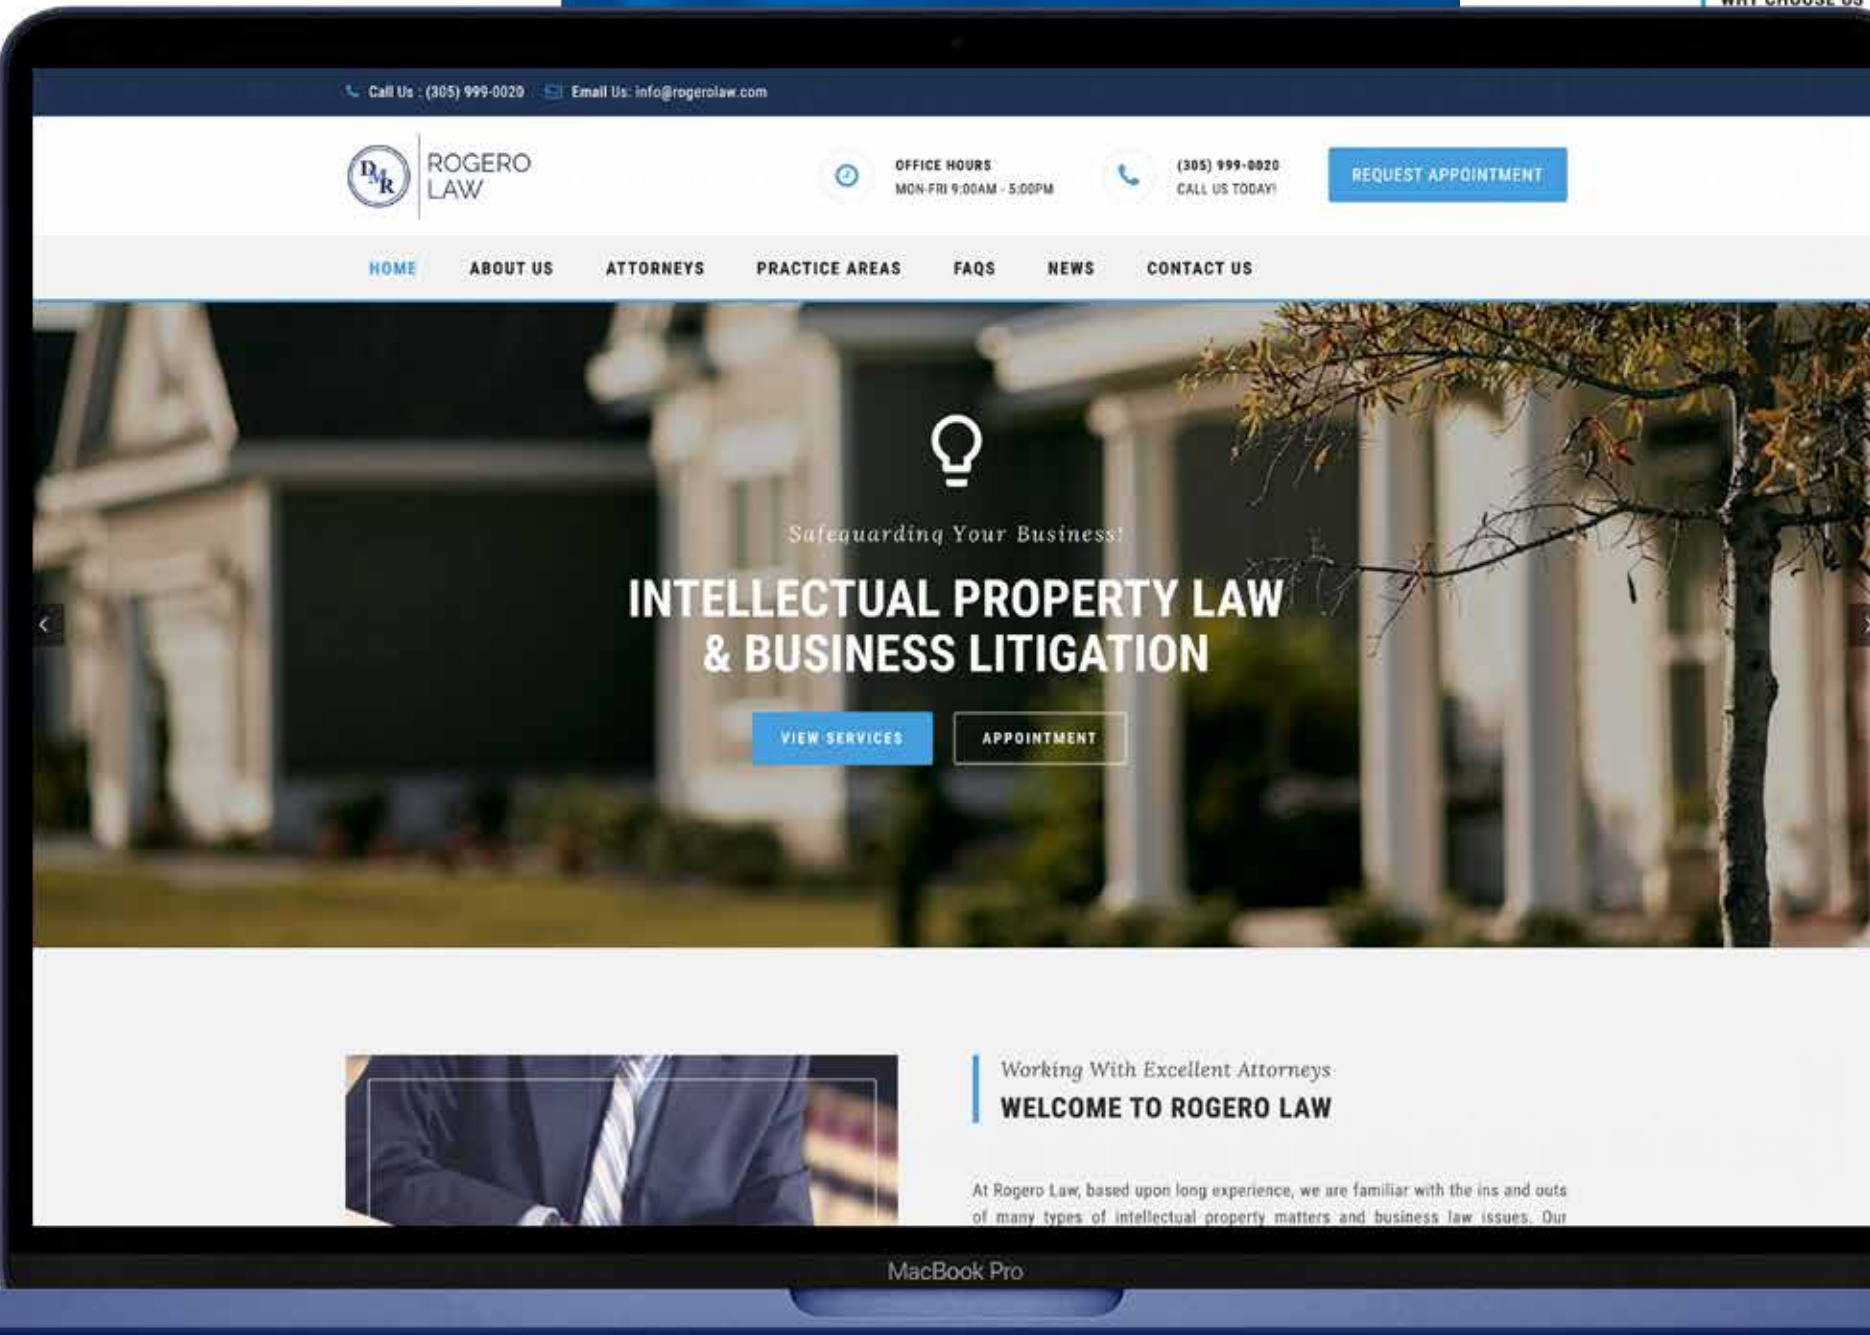 WHY CHOOSE US
Call Us : (305) 999-0020 Email Us: info@rogerolaw.com
DMR
ROGERO
LAW
OFFICE HOURS
MON-FRI 9:00AM - 5:00PM
(305) 999-0020
CALL US TODAY!
REQUEST APPOINTMENT
HOME ABOUT US ATTORNEYS PRACTICE AREAS FAQS NEWS CONTACT US
Safeguarding Your Business!
INTELLECTUAL PROPERTY LAW
& BUSINESS LITIGATION
VIEW SERVICES APPOINTMENT
Working With Excellent Attorneys
WELCOME TO ROGERO LAW
At Rogero Law, based upon long experience, we are familiar with the ins and outs
of many types of intellectual property matters and business law issues. Our
MacBook Pro